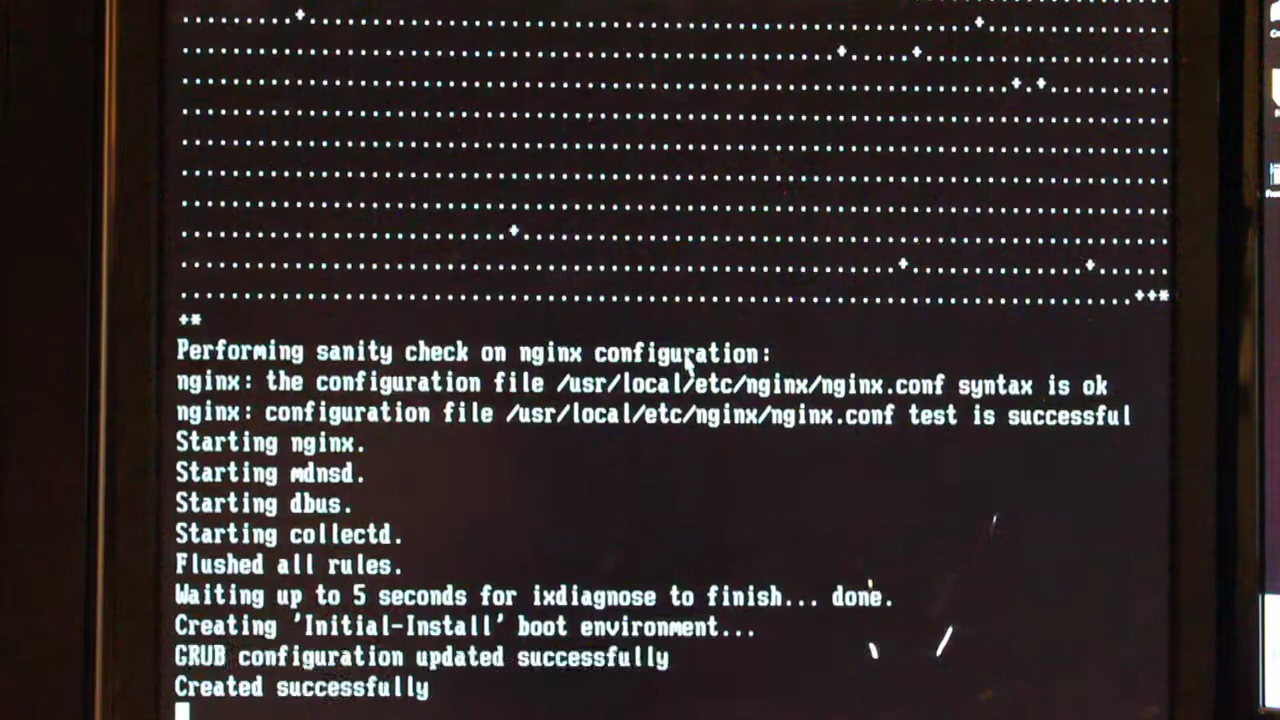 +*
Performing sanity check on nginx configuration:
nginx: the configuration file /usr/local/etc/nginx/nginx.conf syntax is ok
nginx: configuration file /usr/local/etc/nginx/nginx.conf test is successful
Starting nginx.
Starting mdnsd.
Starting dbus.
Starting collectd.
Flushed all rules.
Waiting up to 5 seconds for ixdiagnose to finish... done.
Creating 'Initial-Install' boot environment...
GRUB configuration updated successfully
Created successfully